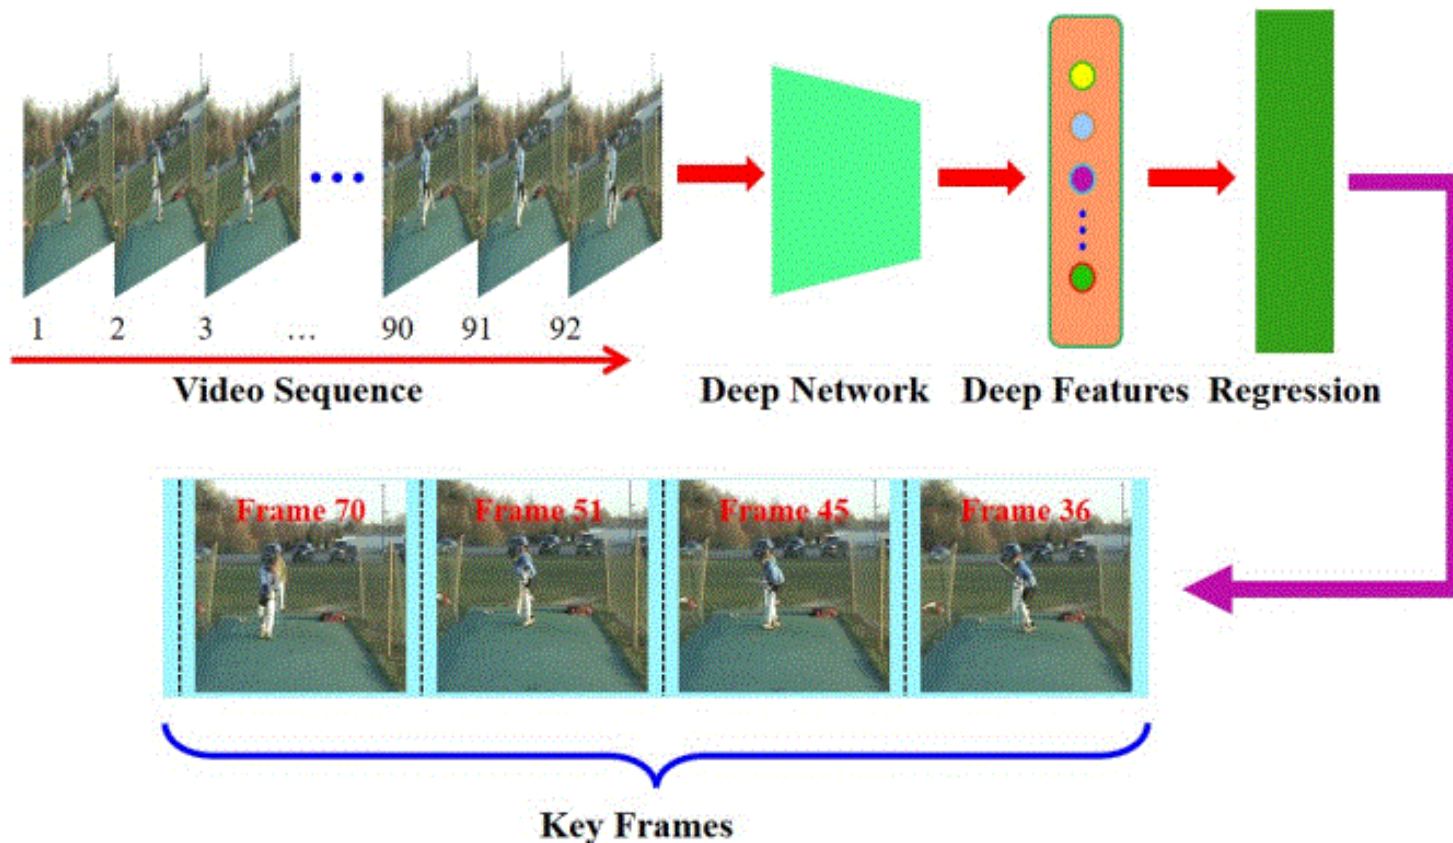 1 2 3 ... 90 91 92
Video Sequence
Deep Network
Deep Features
Regression
Frame 70
Frame 51
Frame 45
Frame 36
Key Frames